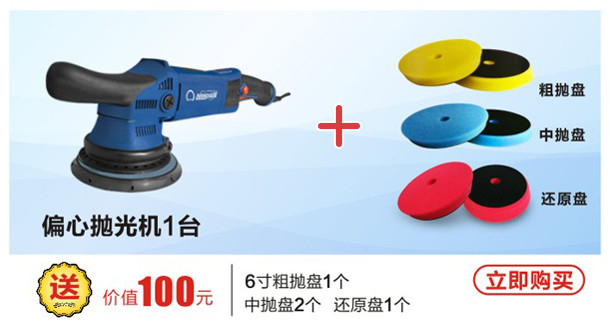 粗抛盘
中抛盘
还原盘
偏心抛光机1台
送
价值100元
6寸粗抛盘1个
中抛盘2个 还原盘1个
立即购买